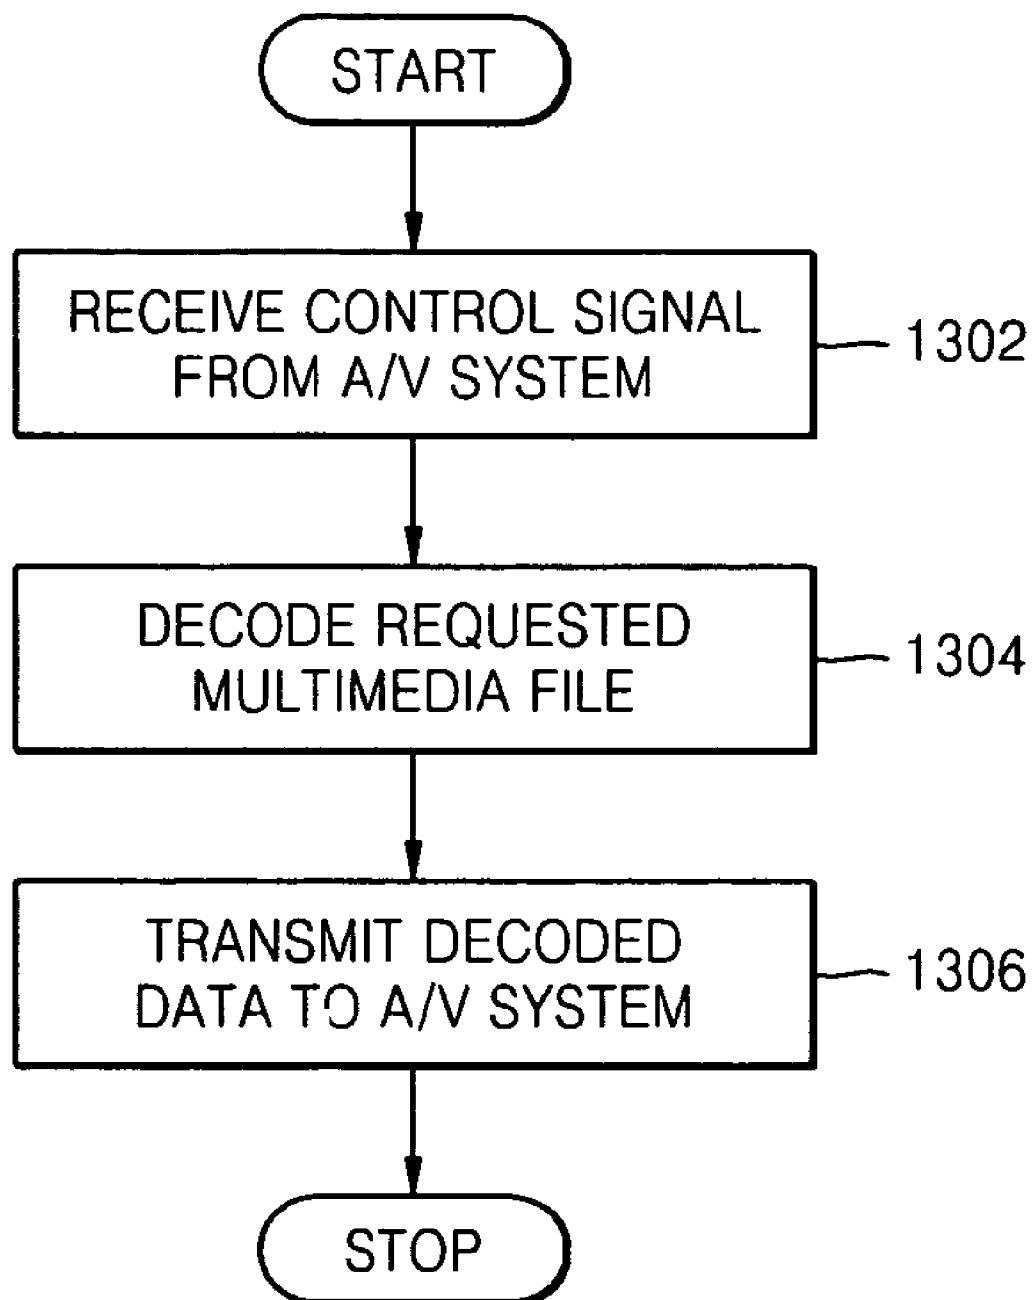 START
RECEIVE CONTROL SIGNAL
FROM A/V SYSTEM
1302
DECODE REQUESTED
MULTIMEDIA FILE
1304
TRANSMIT DECODED
DATA TO A/V SYSTEM
1306
STOP